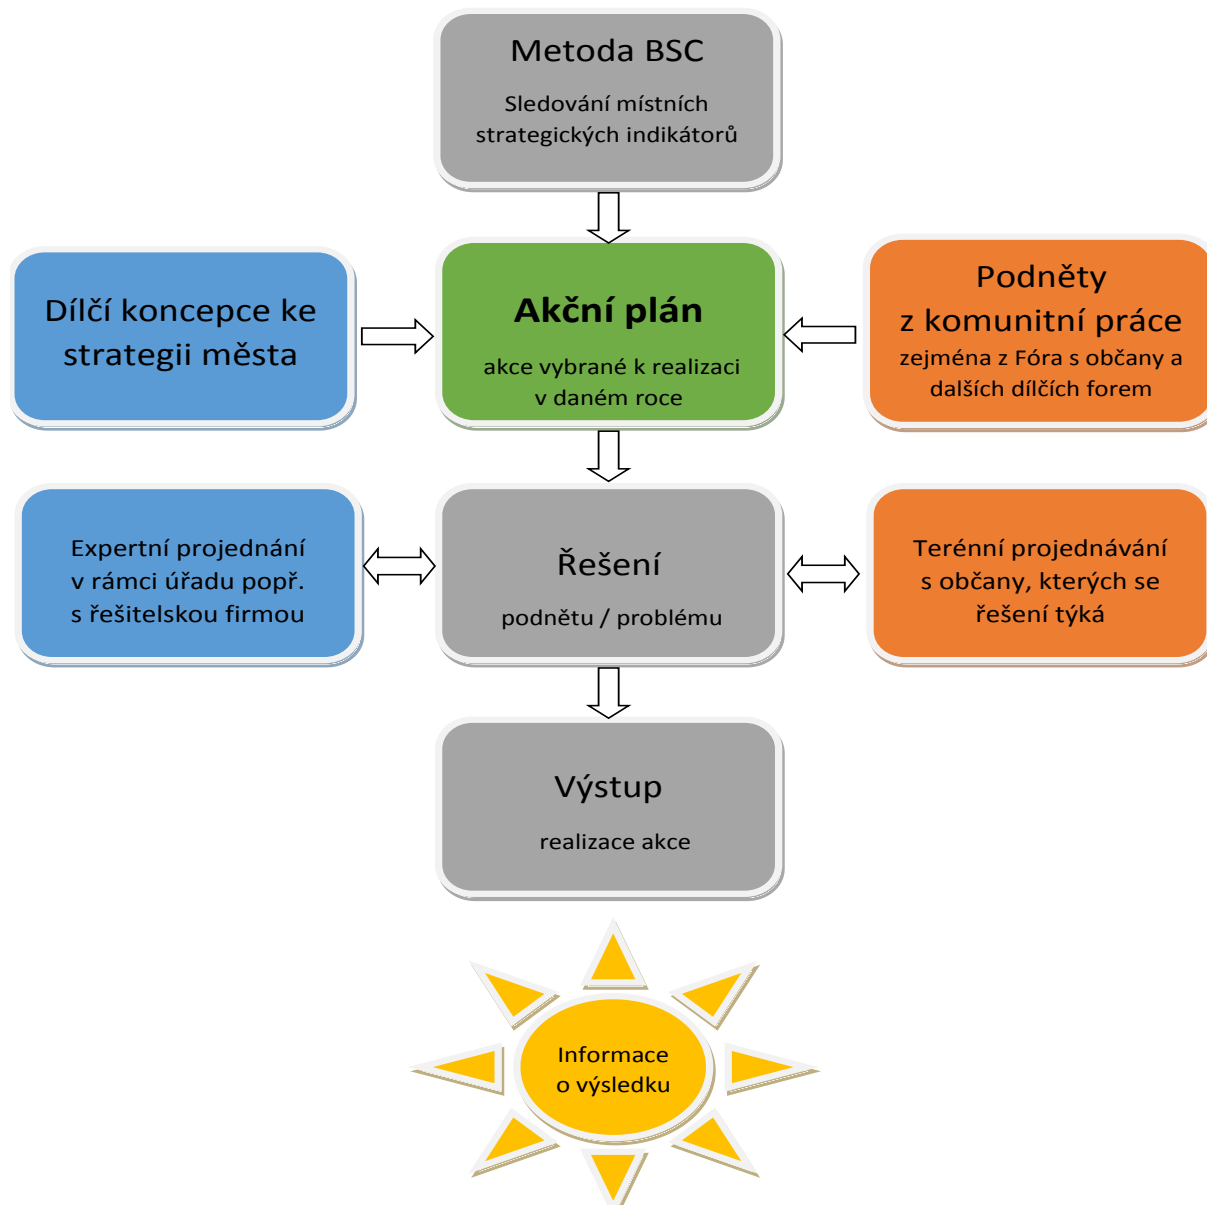 Metoda BSC
Sledování místních
strategických indikátorů
Dílčí koncepce ke
strategii města
Akční plán
akce vybrané k realizaci
v daném roce
Podněty
z komunitní práce
zejména z Fóra s občany a
dalších dílčích forem
Expertní projednání
v rámci úřadu popř.
s řešitelskou firmou
Řešení
podnětu / problému
Terénní projednávání
s občany, kterých se
řešení týká
Výstup
realizace akce
Informace
o výsledku